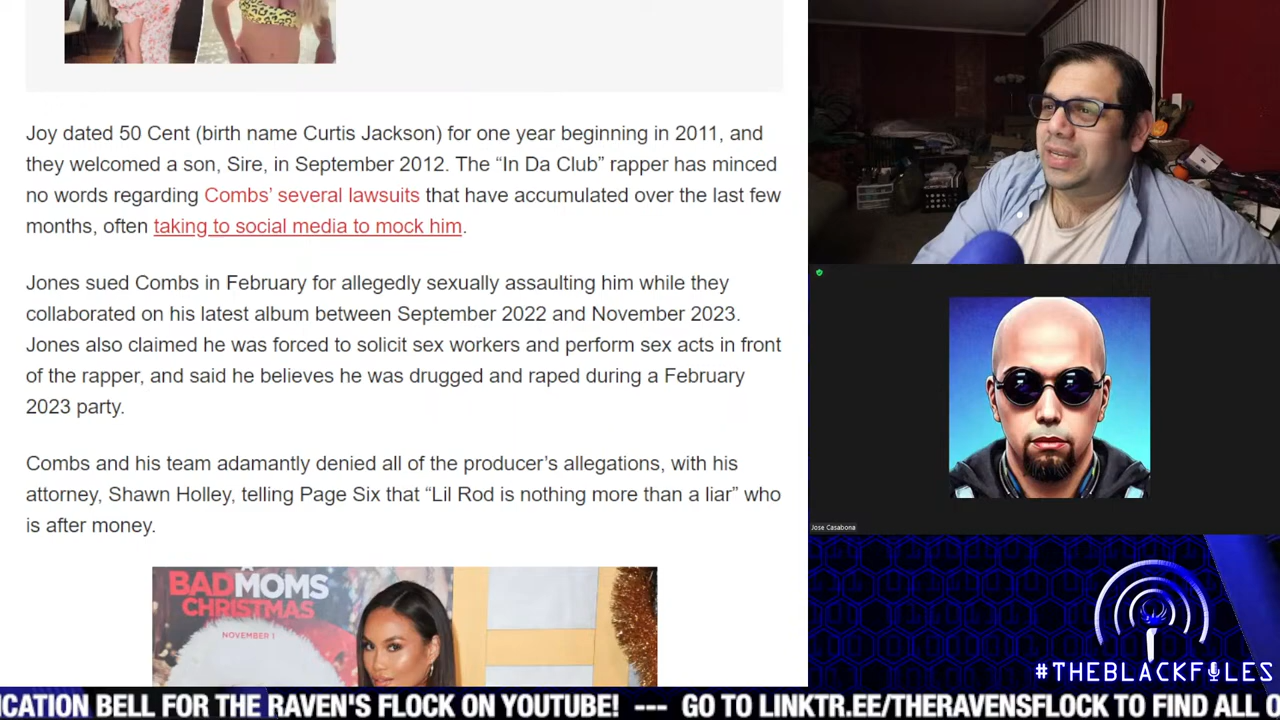 Joy dated 50 Cent (birth name Curtis Jackson) for one year beginning in 2011, and
they welcomed a son, Sire, in September 2012. The “In Da Club” rapper has minced
no words regarding Combs’ several lawsuits that have accumulated over the last few
months, often taking to social media to mock him.
Jones sued Combs in February for allegedly sexually assaulting him while they
collaborated on his latest album between September 2022 and November 2023.
Jones also claimed he was forced to solicit sex workers and perform sex acts in front
of the rapper, and said he believes he was drugged and raped during a February
2023 party.
Combs and his team adamantly denied all of the producer’s allegations, with his
attorney, Shawn Holley, telling Page Six that “Lil Rod is nothing more than a liar” who
is after money.
BADMOMS
CHRISTMAS
NOVEMBER 1
Jose Casabona
#THEBLACKFILES
ICATION BELL FOR THE RAVEN'S FLOCK ON YOUTUBE! --- GO TO LINKTR.EE/THERAVENSFLOCK TO FIND ALL O